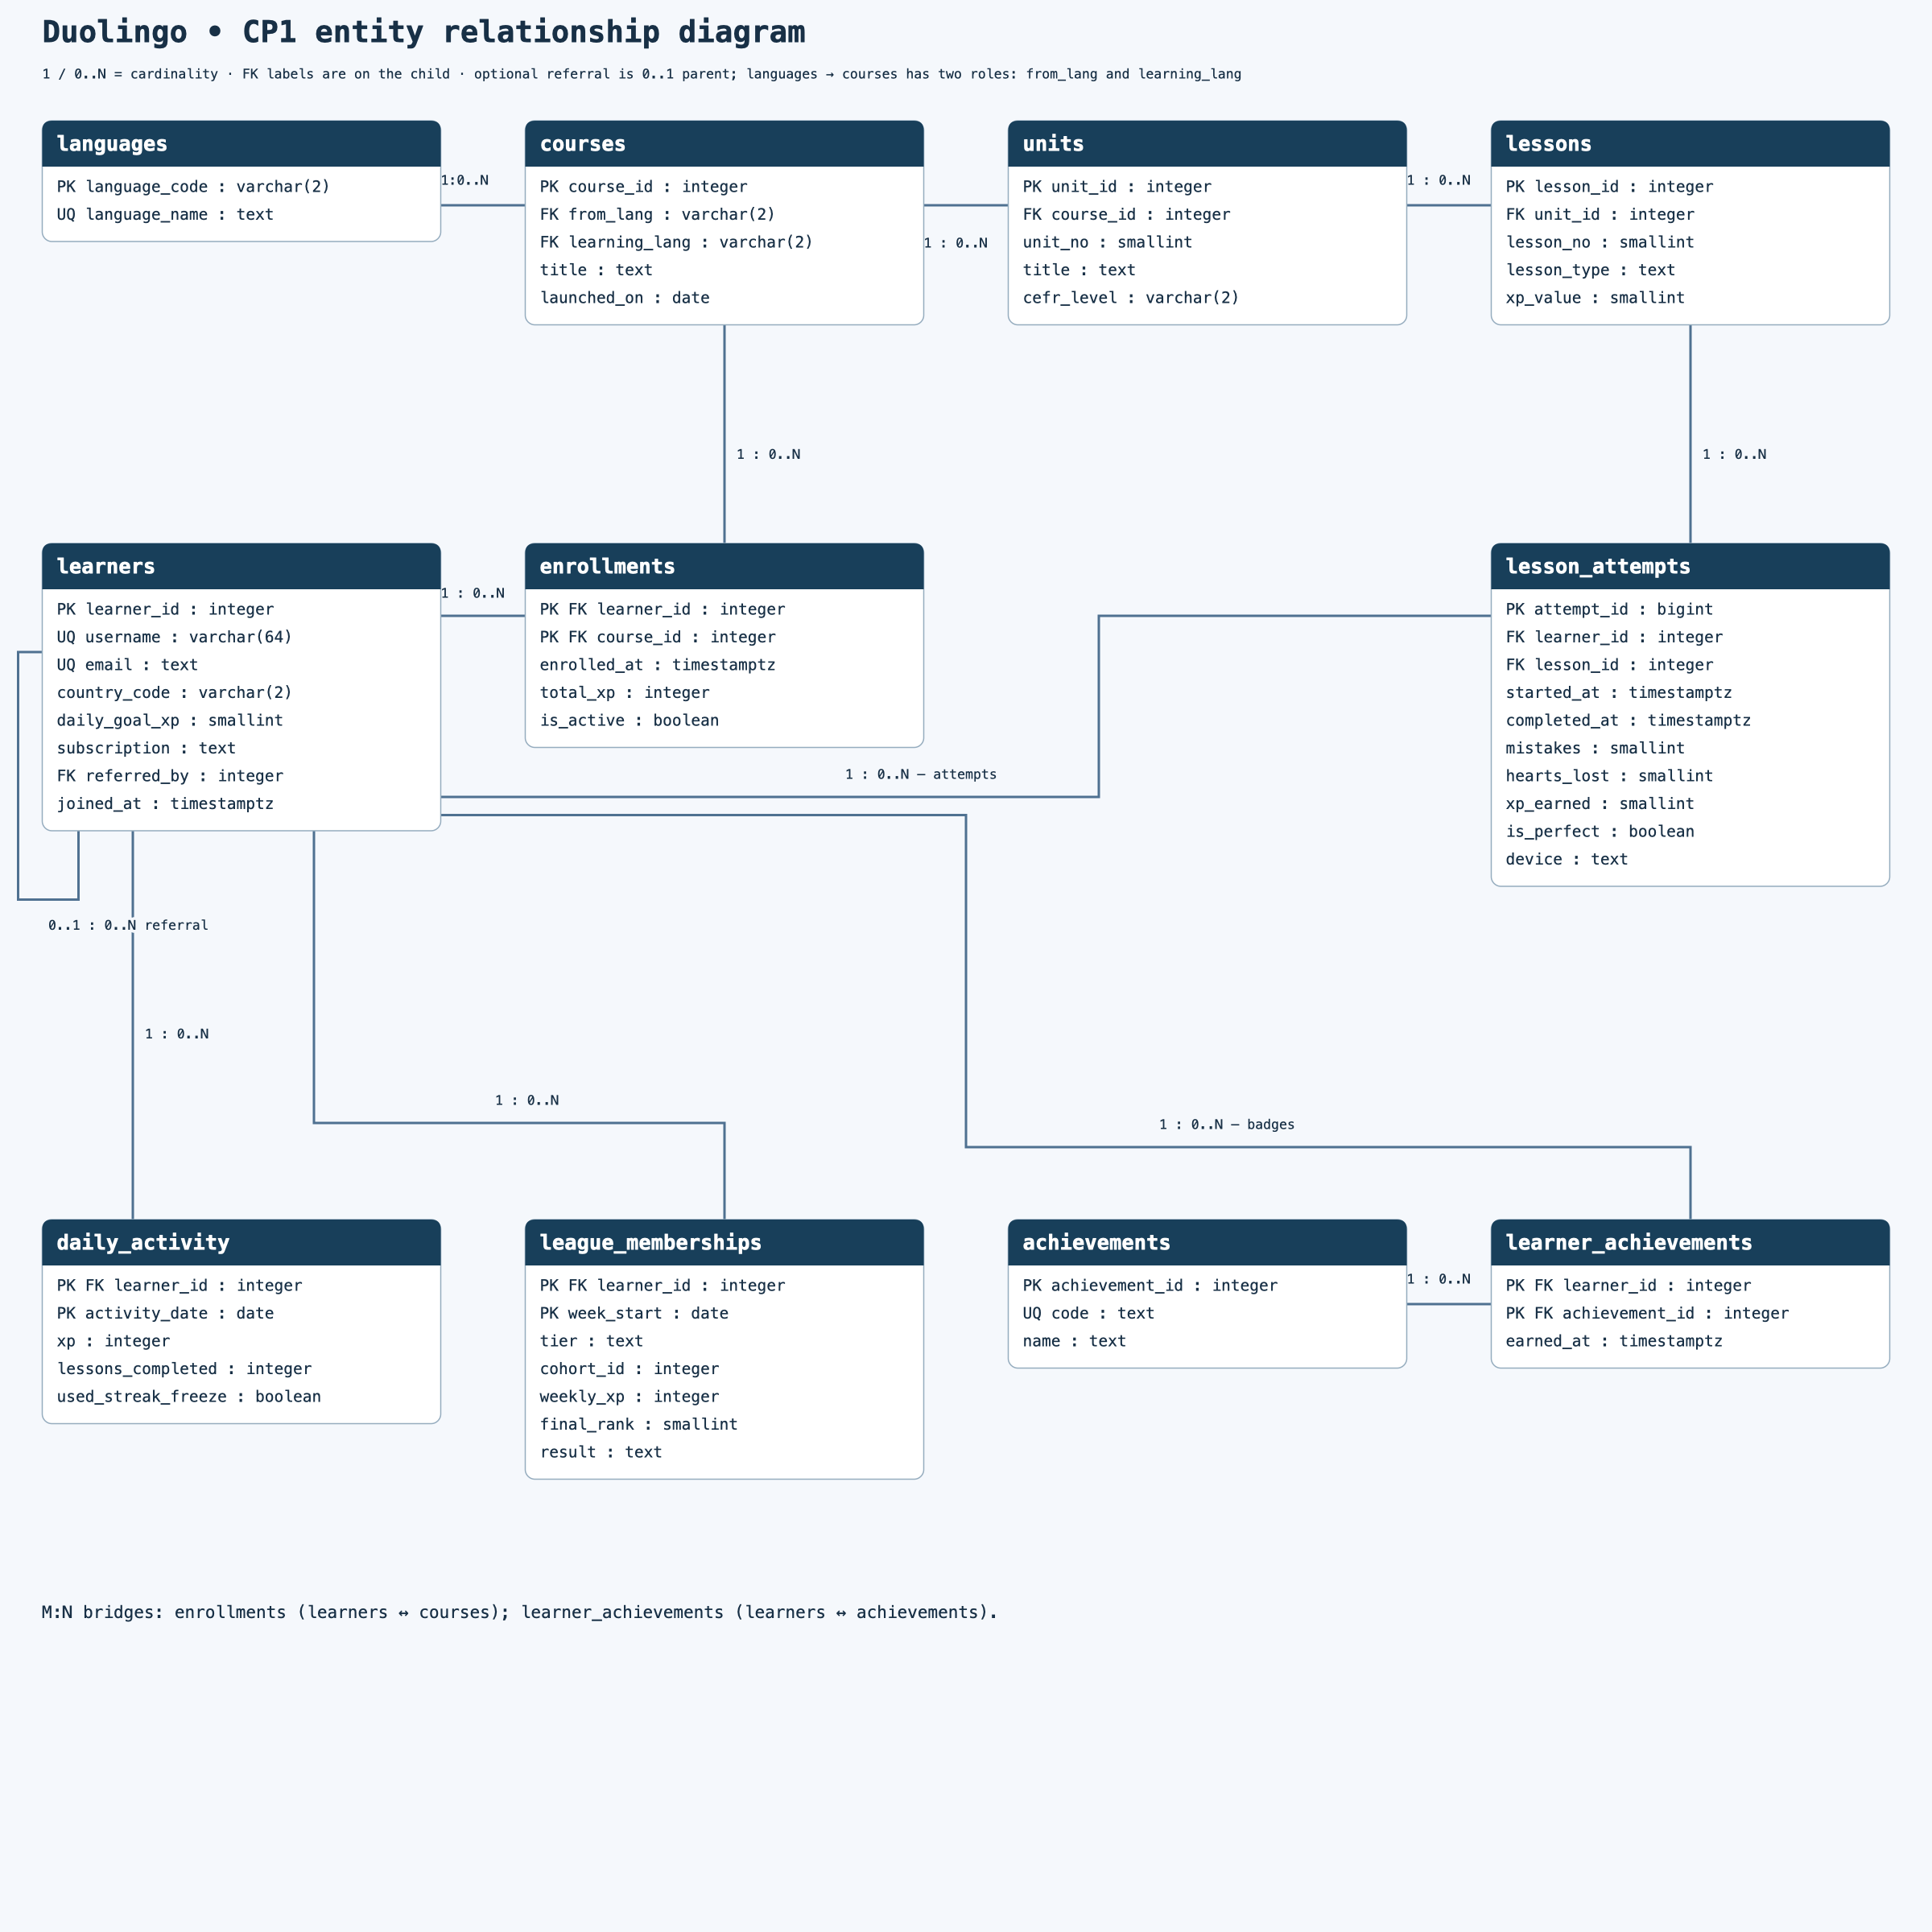 Duolingo • CP1 entity relationship diagram
1 / 0..N = cardinality · FK labels are on the child · optional referral is 0..1 parent; languages → courses has two roles: from_lang and learning_lang
languages
PK language_code : varchar(2)
UQ language_name : text
1:0..N
courses
PK course_id : integer
FK from_lang : varchar(2)
FK learning_lang : varchar(2)
title : text
launched_on : date
1 : 0..N
units
PK unit_id : integer
FK course_id : integer
unit_no : smallint
title : text
cefr_level : varchar(2)
1 : 0..N
lessons
PK lesson_id : integer
FK unit_id : integer
lesson_no : smallint
lesson_type : text
xp_value : smallint
1 : 0..N
1 : 0..N
learners
PK learner_id : integer
UQ username : varchar(64)
UQ email : text
country_code : varchar(2)
daily_goal_xp : smallint
subscription : text
FK referred_by : integer
joined_at : timestamptz
1 : 0..N
enrollments
PK FK learner_id : integer
PK FK course_id : integer
enrolled_at : timestamptz
total_xp : integer
is_active : boolean
1 : 0..N — attempts
lesson_attempts
PK attempt_id : bigint
FK learner_id : integer
FK lesson_id : integer
started_at : timestamptz
completed_at : timestamptz
mistakes : smallint
hearts_lost : smallint
xp_earned : smallint
is_perfect : boolean
device : text
0..1 : 0..N referral
1 : 0..N
1 : 0..N
1 : 0..N — badges
daily_activity
PK FK learner_id : integer
PK activity_date : date
xp : integer
lessons_completed : integer
used_streak_freeze : boolean
league_memberships
PK FK learner_id : integer
PK week_start : date
tier : text
cohort_id : integer
weekly_xp : integer
final_rank : smallint
result : text
achievements
PK achievement_id : integer
UQ code : text
name : text
1 : 0..N
learner_achievements
PK FK learner_id : integer
PK FK achievement_id : integer
earned_at : timestamptz
M:N bridges: enrollments (learners ↔ courses); learner_achievements (learners ↔ achievements).